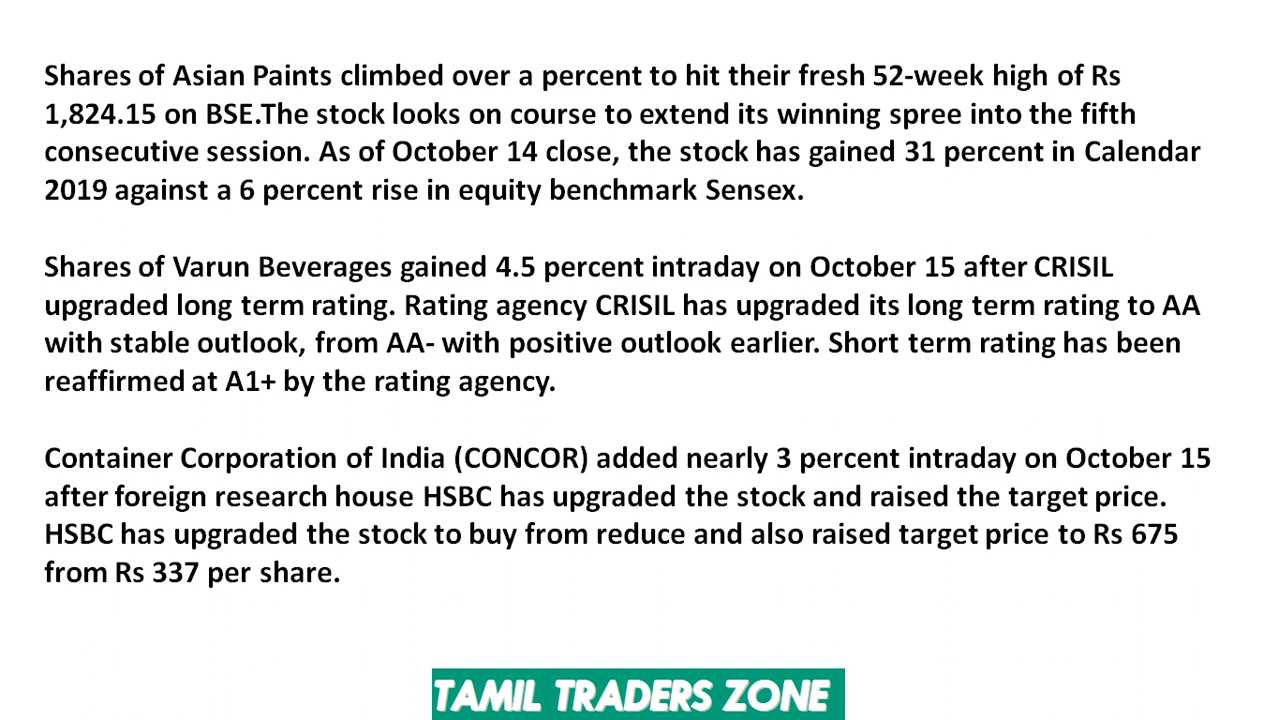 Shares of Asian Paints climbed over a percent to hit their fresh 52-week high of Rs
1,824.15 on BSE.The stock looks on course to extend its winning spree into the fifth
consecutive session. As of October 14 close, the stock has gained 31 percent in Calendar
2019 against a 6 percent rise in equity benchmark Sensex.
Shares of Varun Beverages gained 4.5 percent intraday on October 15 after CRISIL
upgraded long term rating. Rating agency CRISIL has upgraded its long term rating to AA
with stable outlook, from AA- with positive outlook earlier. Short term rating has been
reaffirmed at A1+ by the rating agency.
Container Corporation of India (CONCOR) added nearly 3 percent intraday on October 15
after foreign research house HSBC has upgraded the stock and raised the target price.
HSBC has upgraded the stock to buy from reduce and also raised target price to Rs 675
from Rs 337 per share.
TAMIL TRADERS ZONE